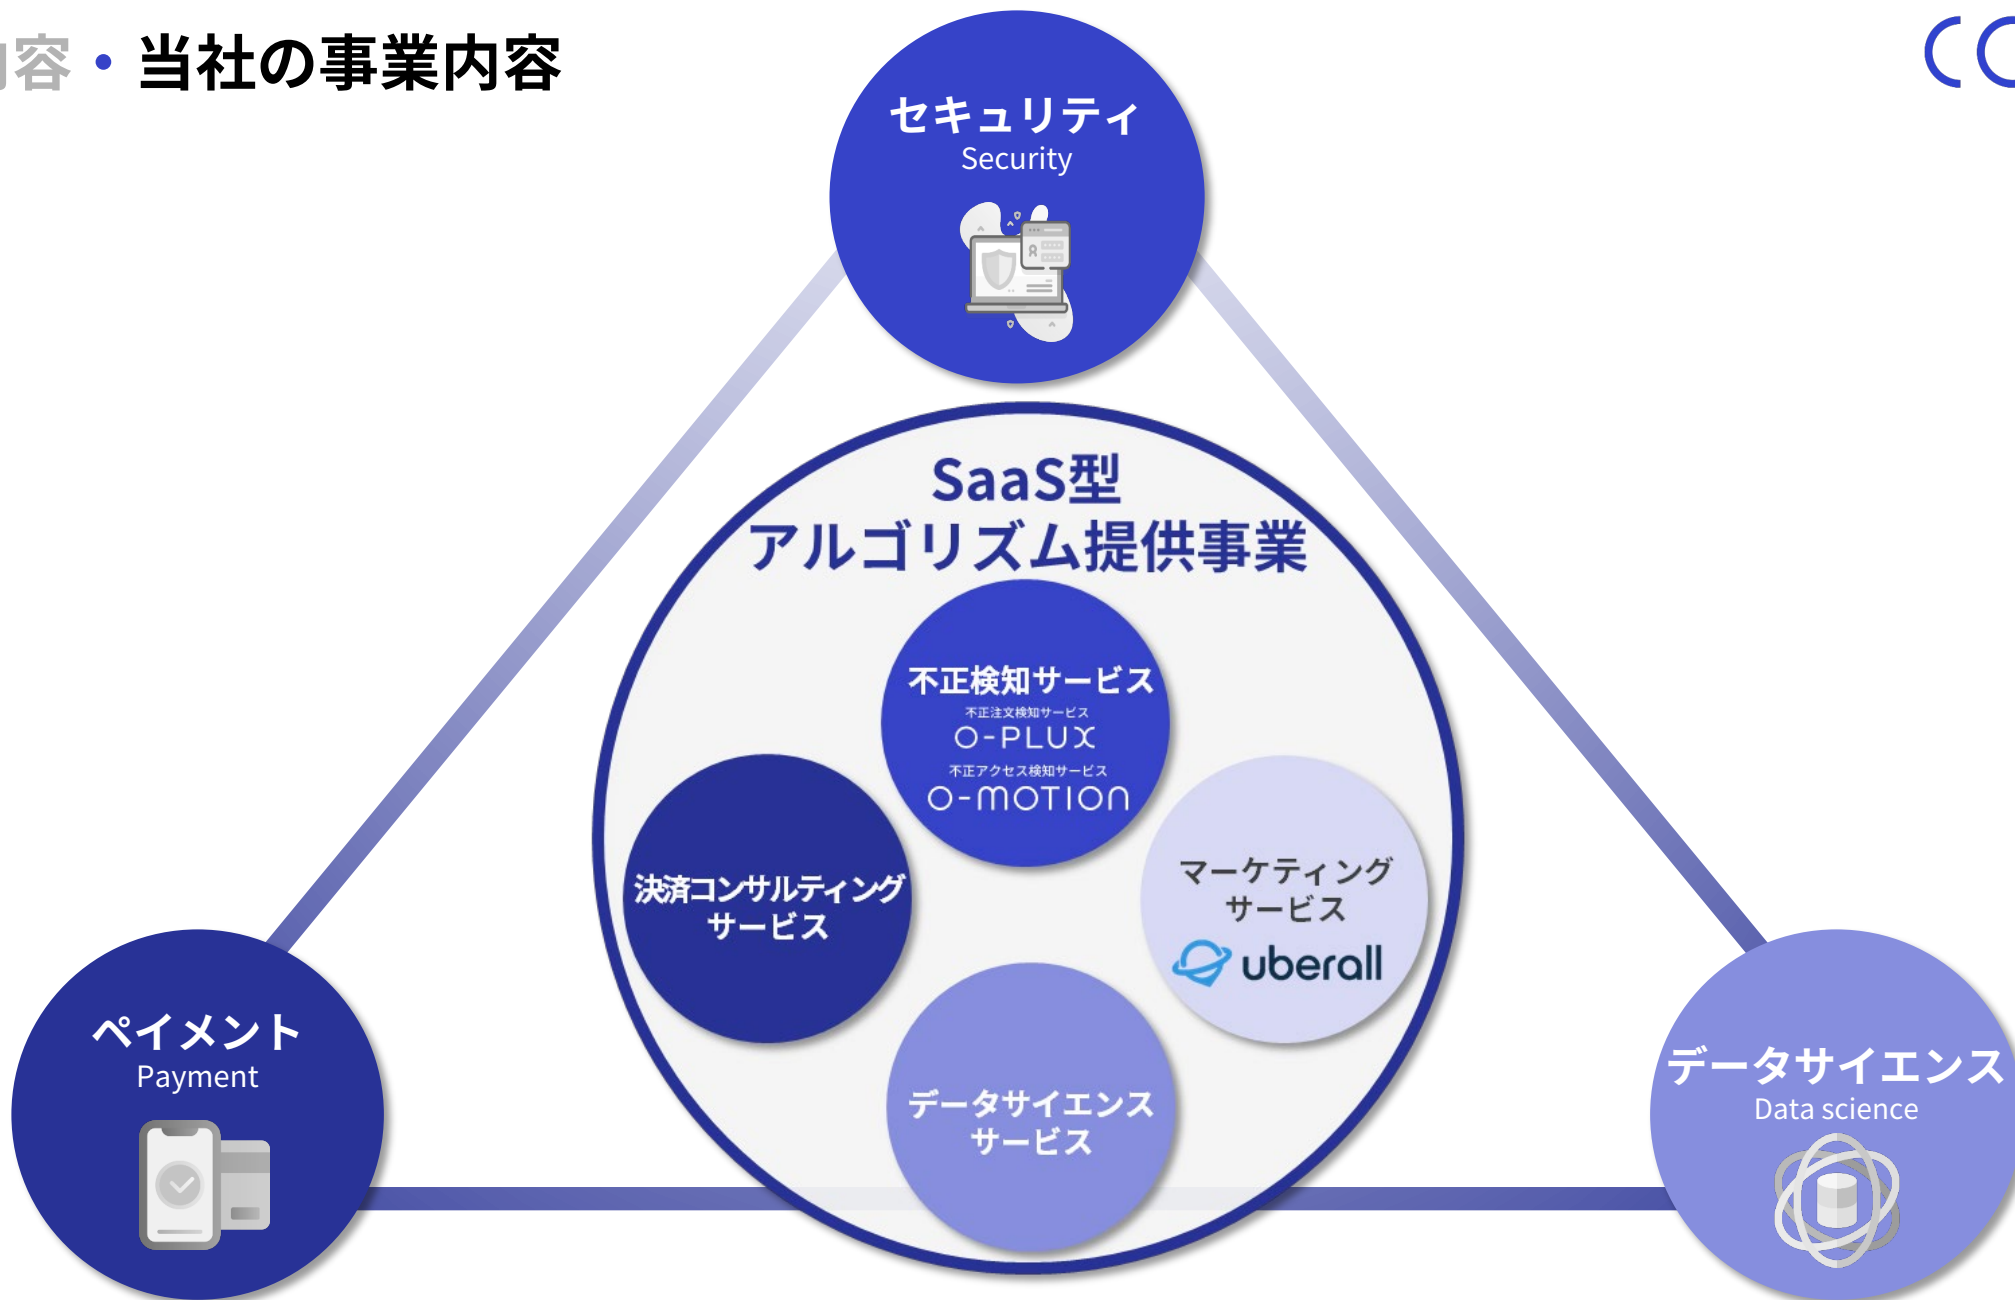 容・当社の事業内容
セキュリティ
Security
SaaS型
アルゴリズム提供事業
不正検知サービス
不正注文検知サービス
O-PLUX
不正アクセス検知サービス
O-MOTION
決済コンサルティング
サービス
マーケティング
サービス
uberall
データサイエンス
サービス
ペイメント
Payment
データサイエンス
Data science